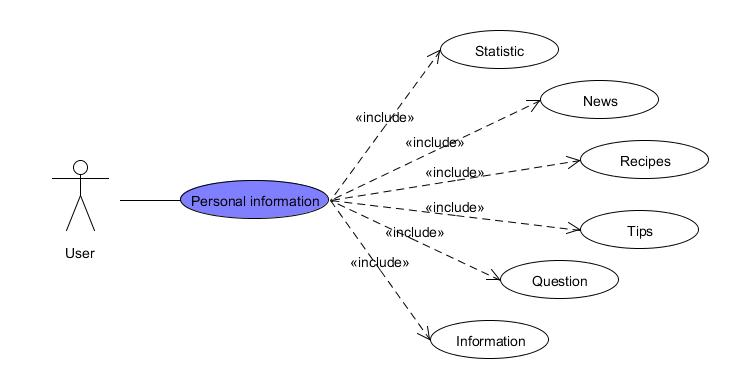 Statistic
News
«include»
«include»
Recipes
«include»
Personal information
«include»
Tips
«include»
User
«include»
Question
Information